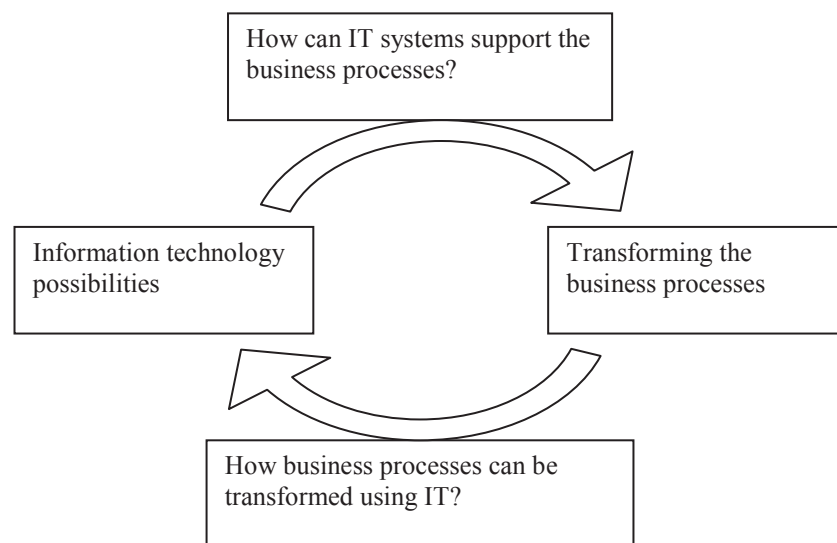 How can IT systems support the
business processes?
Information technology
possibilities
Transforming the
business processes
How business processes can be
transformed using IT?